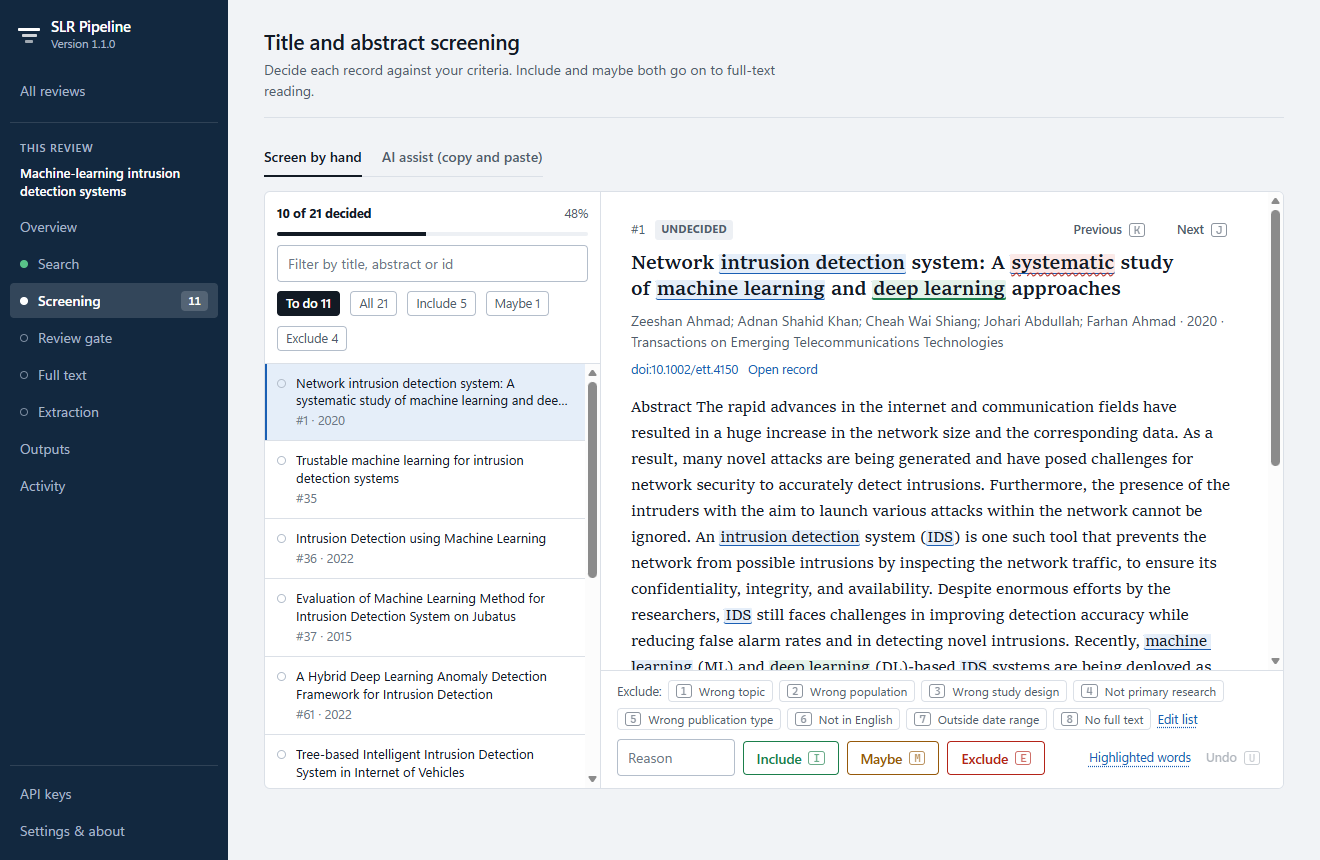 SLR Pipeline
Version 1.1.0
All reviews
THIS REVIEW
Machine-learning intrusion
detection systems
Overview
Search
Screening 11
Review gate
Full text
Extraction
Outputs
Activity
API keys
Settings & about
Title and abstract screening
Decide each record against your criteria. Include and maybe both go on to full-text
reading.
Screen by hand AI assist (copy and paste)
10 of 21 decided 48%
Filter by title, abstract or id
To do 11 All 21 Include 5 Maybe 1
Exclude 4
Network intrusion detection system: A
systematic study of machine learning and dee...
#1 · 2020
Trustable machine learning for intrusion
detection systems
#35
Intrusion Detection using Machine Learning
#36 · 2022
Evaluation of Machine Learning Method for
Intrusion Detection System on Jubatus
#37 · 2015
A Hybrid Deep Learning Anomaly Detection
Framework for Intrusion Detection
#61 · 2022
Tree-based Intelligent Intrusion Detection
System in Internet of Vehicles
#1 UNDECIDED Previous K Next J
Network intrusion detection system: A systematic study
of machine learning and deep learning approaches
Zeeshan Ahmad; Adnan Shahid Khan; Cheah Wai Shiang; Johari Abdullah; Farhan Ahmad · 2020 ·
Transactions on Emerging Telecommunications Technologies
doi:10.1002/ett.4150 Open record
Abstract The rapid advances in the internet and communication fields have
resulted in a huge increase in the network size and the corresponding data. As a
result, many novel attacks are being generated and have posed challenges for
network security to accurately detect intrusions. Furthermore, the presence of the
intruders with the aim to launch various attacks within the network cannot be
ignored. An intrusion detection system (IDS) is one such tool that prevents the
network from possible intrusions by inspecting the network traffic, to ensure its
confidentiality, integrity, and availability. Despite enormous efforts by the
researchers, IDS still faces challenges in improving detection accuracy while
reducing false alarm rates and in detecting novel intrusions. Recently, machine
learning (ML) and deep learning (DL)-based IDS systems are being deployed as
Exclude: 1 Wrong topic 2 Wrong population 3 Wrong study design 4 Not primary research
5 Wrong publication type 6 Not in English 7 Outside date range 8 No full text Edit list
Reason Include I Maybe M Exclude E Highlighted words Undo U